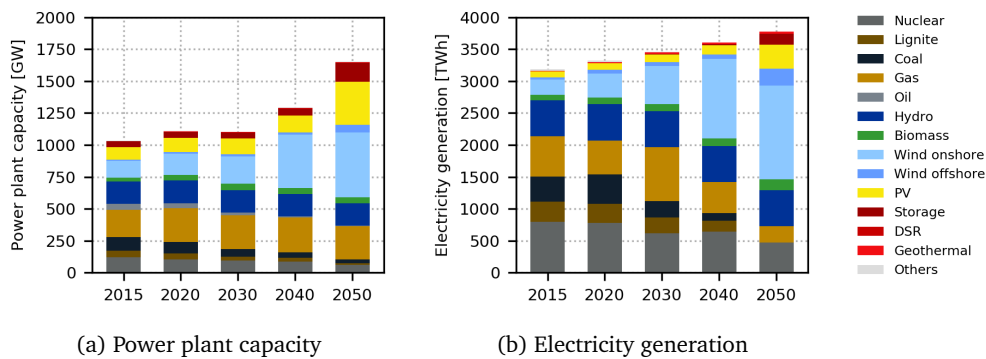 Power plant capacity [GW]
2000
1750
1500
1250
1000
750
500
250
0
2015 2020 2030 2040 2050
(a) Power plant capacity
Electricity generation [TWh]
4000
3500
3000
2500
2000
1500
1000
500
0
2015 2020 2030 2040 2050
(b) Electricity generation
Nuclear
Lignite
Coal
Gas
Oil
Hydro
Biomass
Wind onshore
Wind offshore
PV
Storage
DSR
Geothermal
Others